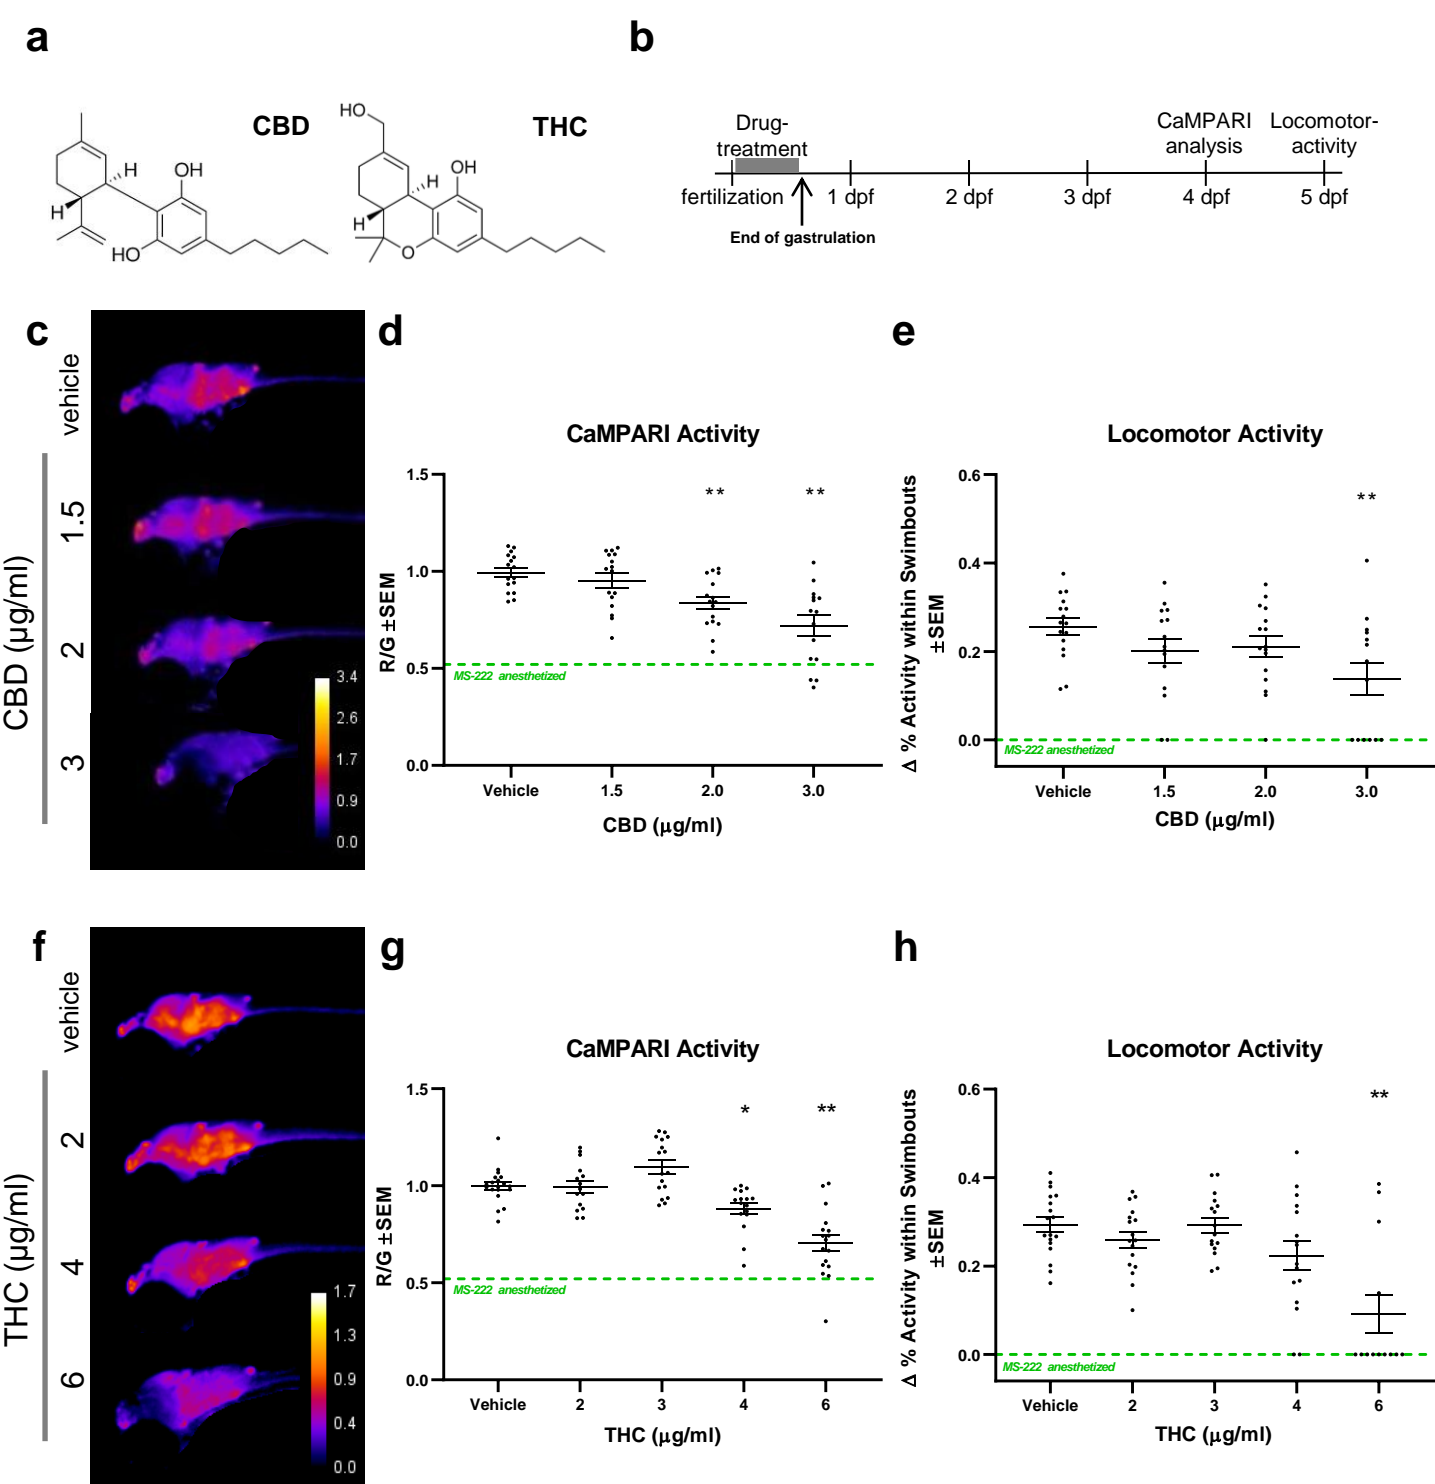 a
CBD
THC
OH
HO
H
H
HO
OH
H
H
O
b
Drug-
treatment
CaMPARI
analysis
Locomotor-
activity
fertilization
1 dpf
2 dpf
3 dpf
4 dpf
5 dpf
End of gastrulation
c
vehicle
1.5
2
3
CBD (µg/ml)
3.4
2.6
1.7
0.9
0.0
d
CaMPARI Activity
R/G ±SEM
1.5
1.0
0.5
0.0
**
**
MS-222 anesthetized
Vehicle
1.5
2.0
3.0
CBD (µg/ml)
e
Locomotor Activity
Δ % Activity within Swimbouts
±SEM
0.6
0.4
0.2
0.0
**
MS-222 anesthetized
Vehicle
1.5
2.0
3.0
CBD (µg/ml)
f
vehicle
2
4
6
THC (µg/ml)
1.7
1.3
0.9
0.4
0.0
g
CaMPARI Activity
R/G ±SEM
1.5
1.0
0.5
0.0
*
**
MS-222 anesthetized
Vehicle
2
3
4
6
THC (µg/ml)
h
Locomotor Activity
Δ % Activity within Swimbouts
±SEM
0.6
0.4
0.2
0.0
**
MS-222 anesthetized
Vehicle
2
3
4
6
THC (µg/ml)